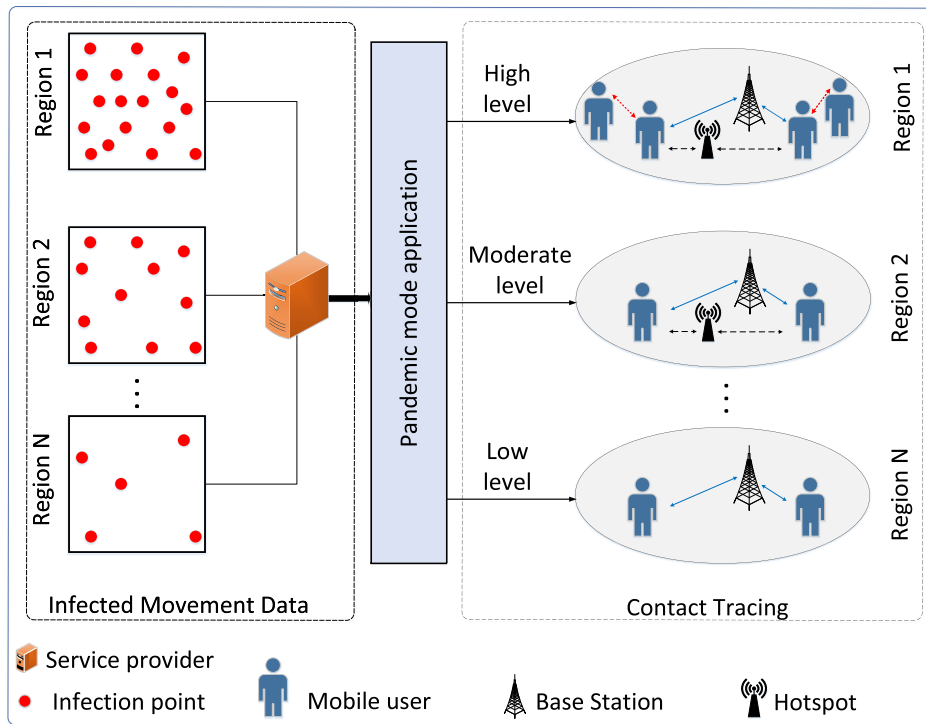 Region 1
Region 2
Region N
Infected Movement Data
Pandemic mode application
High
level
Moderate
level
Low
level
Region 1
Region 2
Region N
Contact Tracing
Service provider
Infection point
Mobile user
Base Station
Hotspot